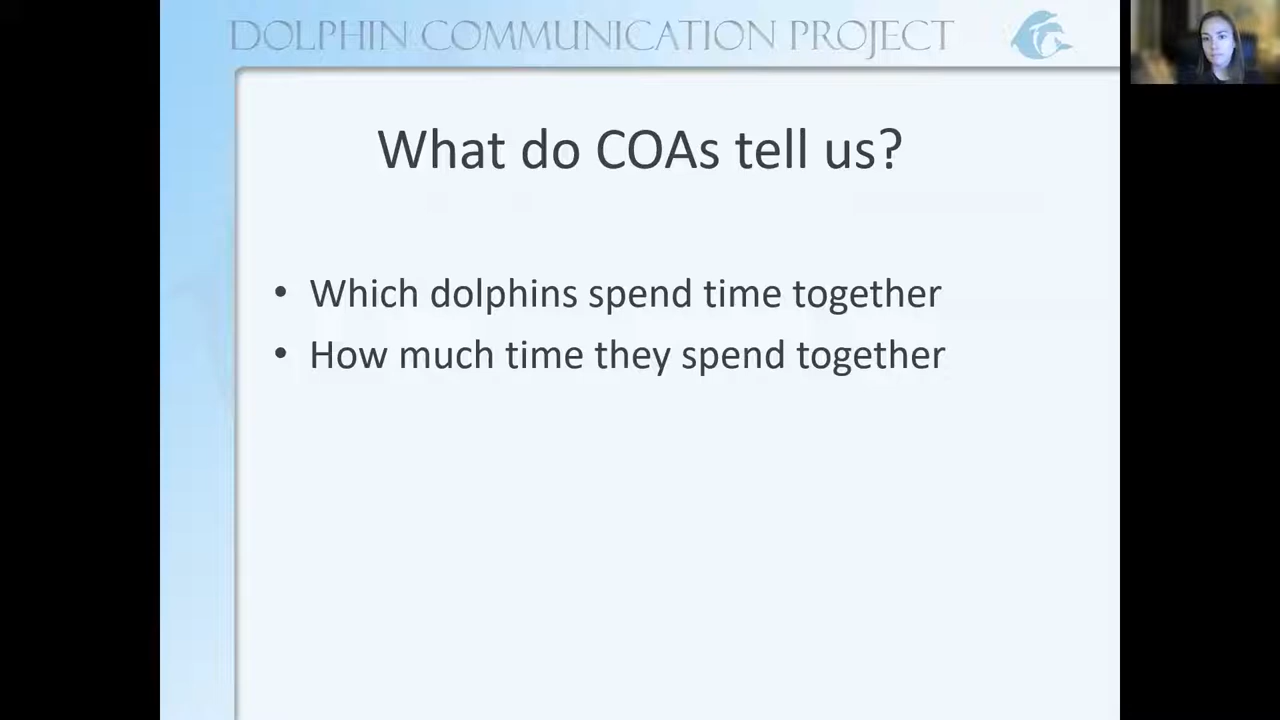 DOLPHIN COMMUNICATION PROJECT
What do COAs tell us?
• Which dolphins spend time together
• How much time they spend together